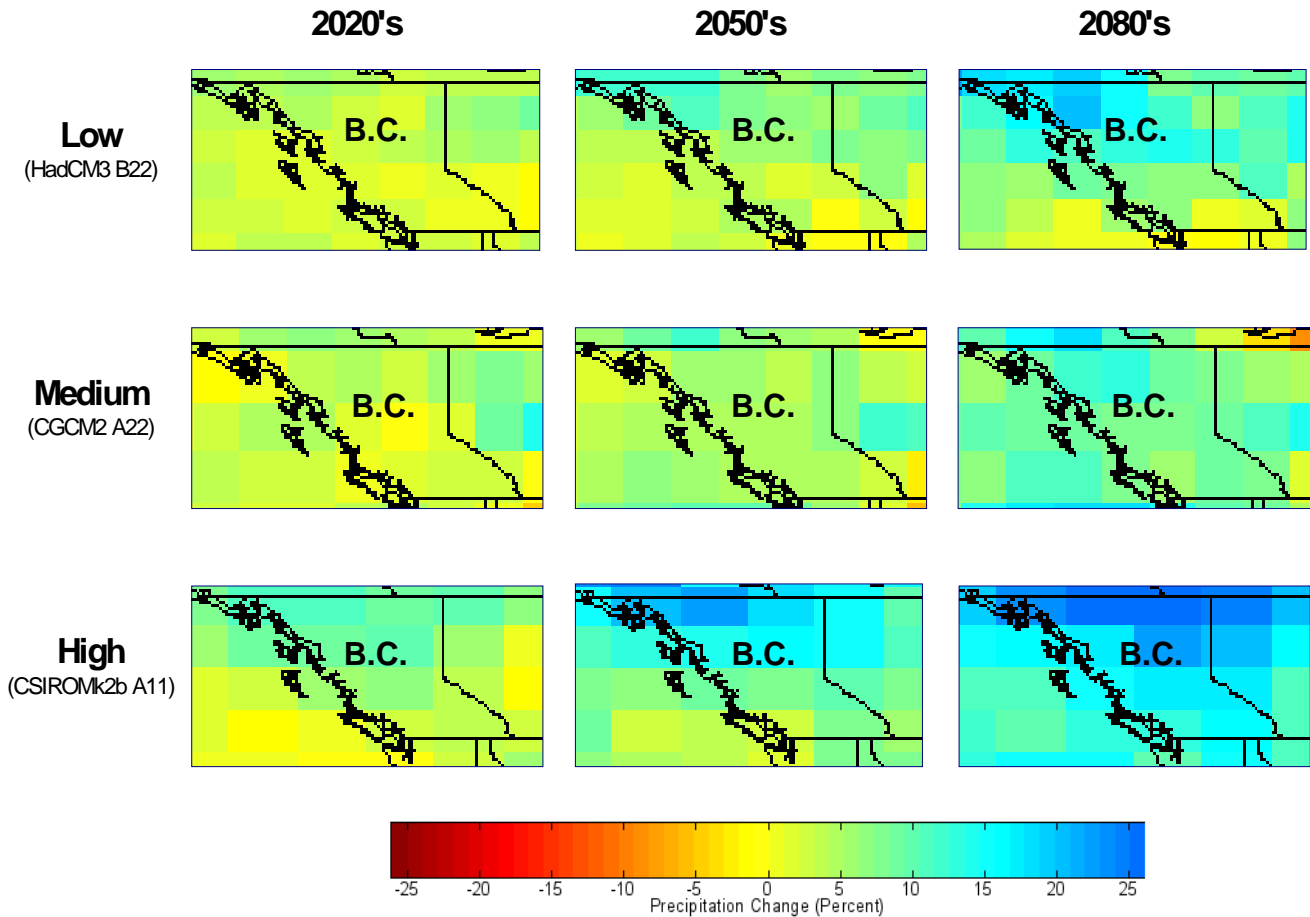 2020's 2050's 2080's
Low
(HadCM3 B22)
B.C. B.C. B.C.
Medium
(CGCM2 A22)
B.C. B.C. B.C.
High
(CSIROMk2b A11)
B.C. B.C. B.C.
-25 -20 -15 -10 -5 0 5 10 15 20 25
Precipitation Change (Percent)